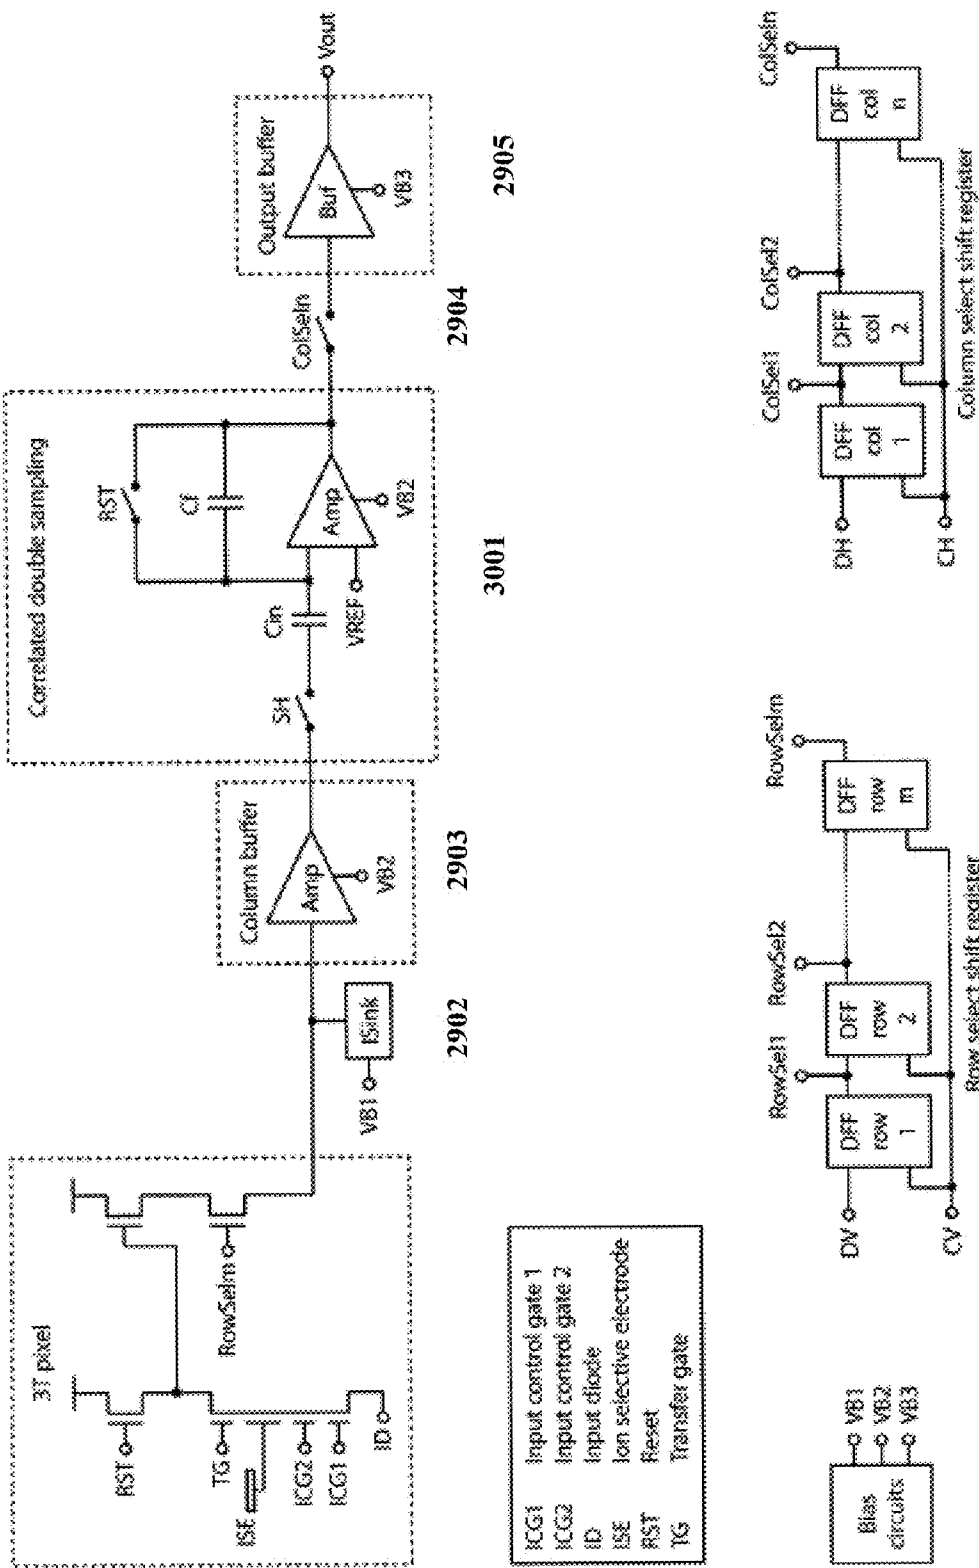 3T pixel
RST
TG
ISE
ICG2
ICG1
ID
RowSelm
VB1
ISink
2902
Column buffer
Amp
VB2
2903
Correlated double sampling
SH
Cin
VREF
RST
Cf
Amp
VB2
3001
ColSeln
2904
Output buffer
Buf
VB3
Vout
2905
ICG1 Input control gate 1
ICG2 Input control gate 2
ID Input diode
ISE Ion selective electrode
RST Reset
TG Transfer gate
Bias
circuits
VB1
VB2
VB3
DV
CV
DFF
row
1
RowSel1
DFF
row
2
RowSel2
DFF
row
m
RowSelm
Row select shift register
DH
CH
DFF
col
1
ColSel1
DFF
col
2
ColSel2
DFF
col
n
ColSeln
Column select shift register